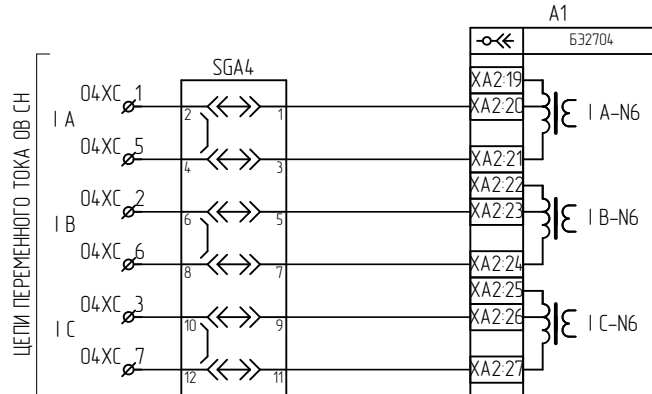 A1
БЭ2704
SGA4
ЦЕПИ ПЕРЕМЕННОГО ТОКА ОВ СН
I A
04XC 1
2
1
XA2:19
XA2:20
I A-N6
04XC 5
4
3
XA2:21
I B
04XC 2
6
5
XA2:22
XA2:23
I B-N6
04XC 6
8
7
XA2:24
I C
04XC 3
10
9
XA2:25
XA2:26
I C-N6
04XC 7
12
11
XA2:27